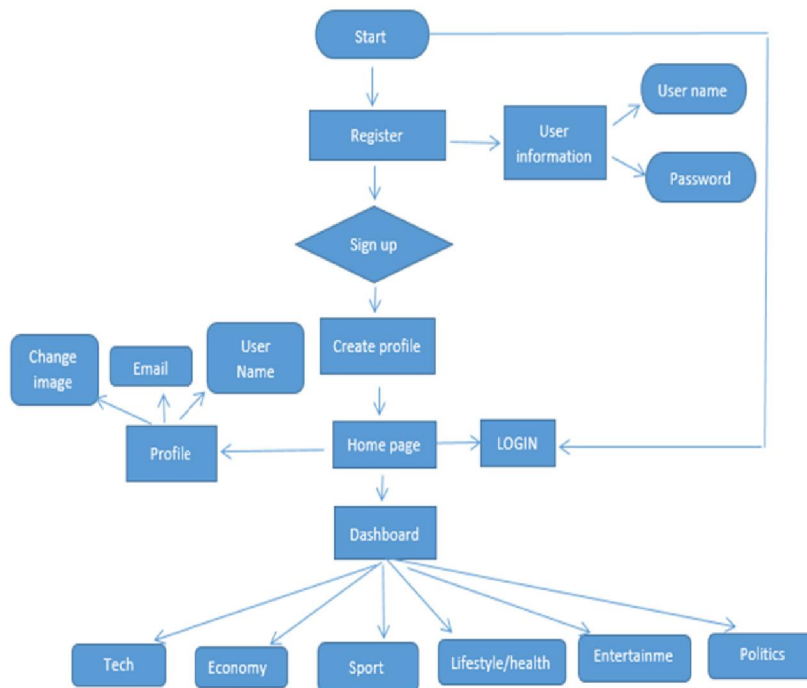 Start
User name
Register
User
information
Password
Sign up
Create profile
Change
image
Email
User
Name
Profile
Home page
LOGIN
Dashboard
Tech
Economy
Sport
Lifestyle/health
Entertainme
Politics